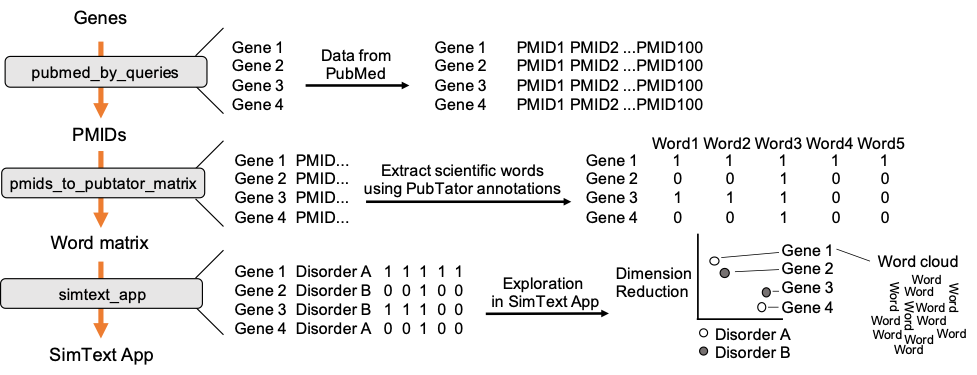 Genes
pubmed_by_queries
PMIDs
Gene 1
Gene 2
Gene 3
Gene 4
Data from
PubMed
Gene 1 PMID1 PMID2 ...PMID100
Gene 2 PMID1 PMID2 ...PMID100
Gene 3 PMID1 PMID2 ...PMID100
Gene 4 PMID1 PMID2 ...PMID100
pmids_to_pubtator_matrix
Word matrix
Gene 1 PMID...
Gene 2 PMID...
Gene 3 PMID...
Gene 4 PMID...
Extract scientific words
using PubTator annotations
Word1 Word2 Word3 Word4 Word5
Gene 1 1 1 1 1 1
Gene 2 0 0 1 0 0
Gene 3 1 1 1 0 0
Gene 4 0 0 1 0 0
simtext_app
SimText App
Gene 1 Disorder A 1 1 1 1 1
Gene 2 Disorder B 0 0 1 0 0
Gene 3 Disorder B 1 1 1 0 0
Gene 4 Disorder A 0 0 1 0 0
Exploration
in SimText App
Dimension
Reduction
Gene 1
Gene 2
Gene 3
Gene 4
Disorder A
Disorder B
Word cloud
Word
Word
Word
Word
Word
Word
Word
Word
Word
Word
Word